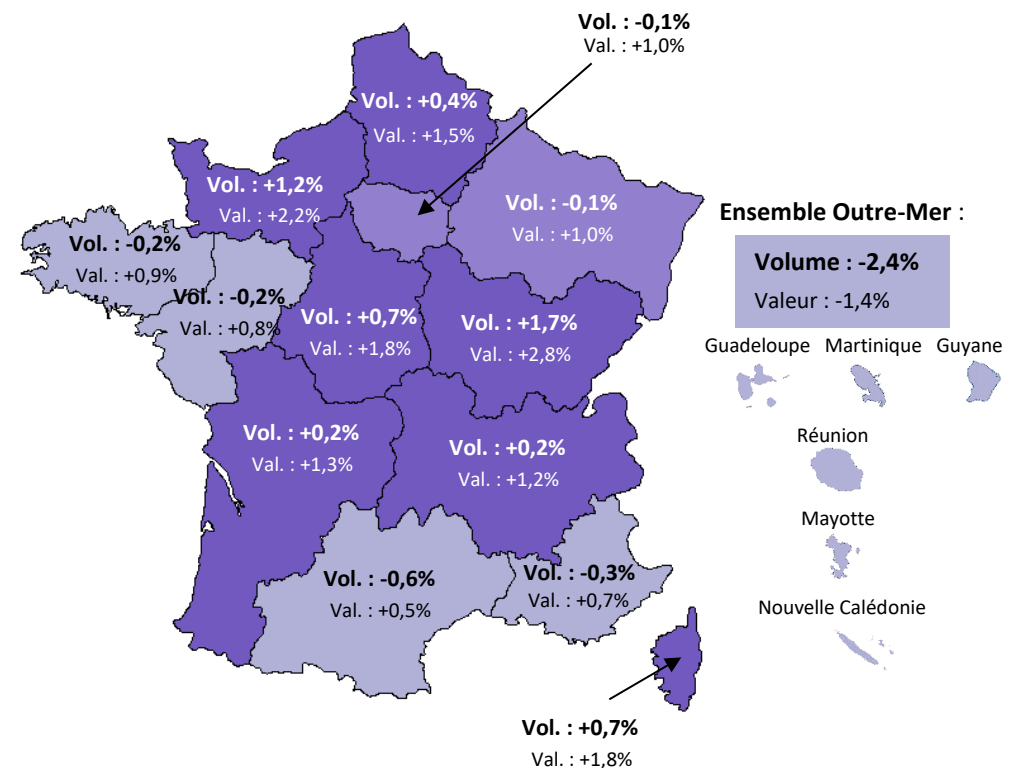 Vol. : -0,1%
Val. : +1,0%
Vol. : +0,4%
Val. : +1,5%
Vol. : +1,2%
Val. : +2,2%
Vol. : -0,1%
Val. : +1,0%
Vol. : -0,2%
Val. : +0,9%
Vol. : -0,2%
Val. : +0,8%
Vol. : +0,7%
Val. : +1,8%
Vol. : +1,7%
Val. : +2,8%
Vol. : +0,2%
Val. : +1,3%
Vol. : +0,2%
Val. : +1,2%
Vol. : -0,6%
Val. : +0,5%
Vol. : -0,3%
Val. : +0,7%
Vol. : +0,7%
Val. : +1,8%
Ensemble Outre-Mer :
Volume : -2,4%
Valeur : -1,4%
Guadeloupe Martinique Guyane
Réunion
Mayotte
Nouvelle Calédonie